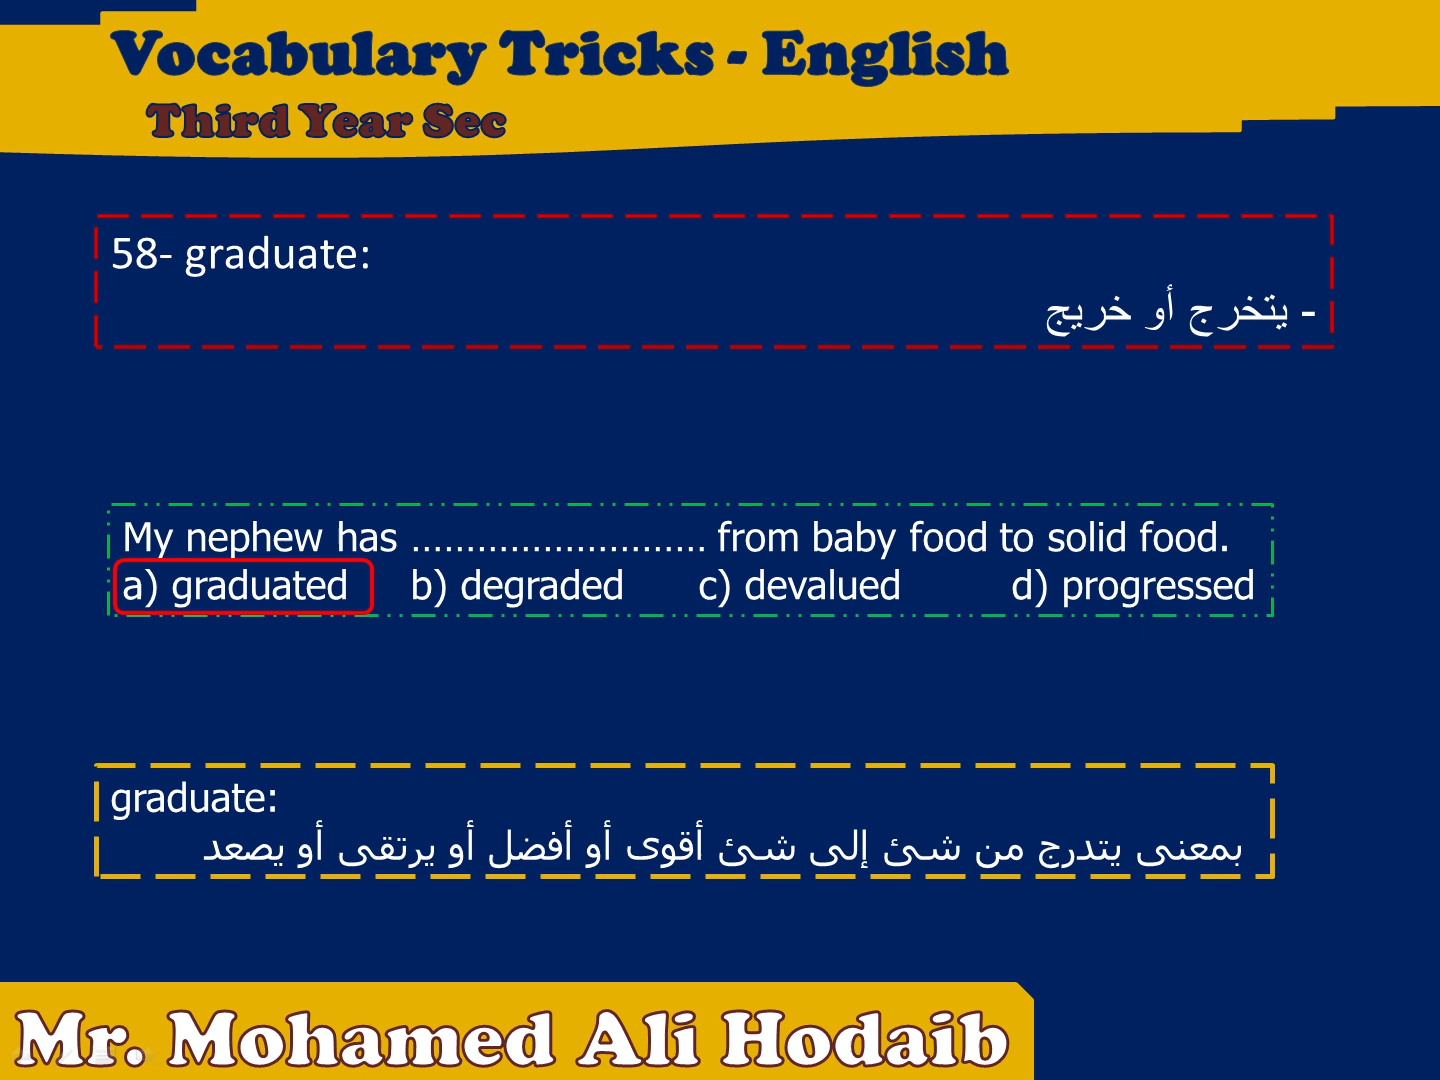 Vocabulary Tricks - English
Third Year Sec
58- graduate:
- يتخرج أو خريج
My nephew has ……………………… from baby food to solid food.
a) graduated b) degraded c) devalued d) progressed
graduate:
بمعنى يتدرج من شئ إلى شئ أقوى أو أفضل أو يرتقى أو يصعد
Mr. Mohamed Ali Hodaib